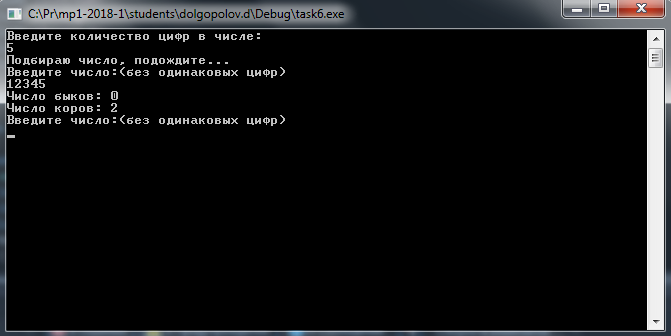 C:\Pr\mp1-2018-1\students\dolgopolov.d\Debug\task6.exe
Введите количество цифр в числе:
5
Подбираю число, подождите...
Введите число:(без одинаковых цифр)
12345
Число быков: 0
Число коров: 2
Введите число:(без одинаковых цифр)